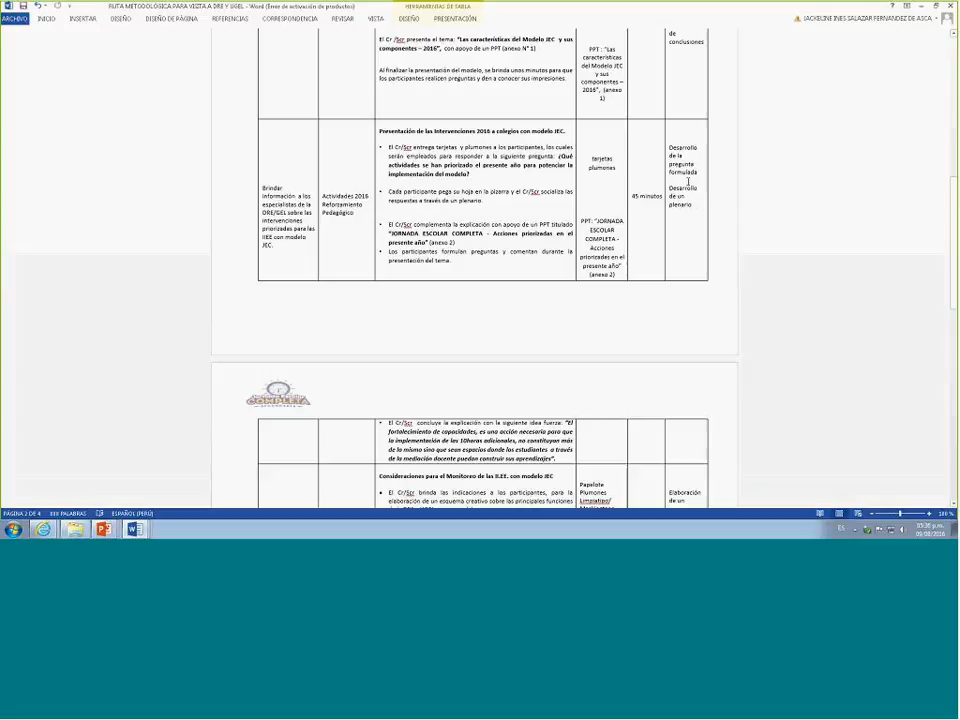 RUTA METODOLÓGICA PARA VISITA A DRE Y UGEL - Word (Error de activación de productos)
HERRAMIENTAS DE TABLA
ARCHIVO INICIO INSERTAR DISEÑO DISEÑO DE PÁGINA REFERENCIAS CORRESPONDENCIA REVISAR VISTA DISEÑO PRESENTACIÓN
JACKELINE INES SALAZAR FERNANDEZ DE ASCA
El Cr /Scr presenta el tema: "Las características del Modelo JEC y sus
componentes – 2016", con apoyo de un PPT (anexo N° 1)
Al finalizar la presentación del modelo, se brinda unos minutos para que
los participantes realicen preguntas y den a conocer sus impresiones.
PPT : "Las
características
del Modelo JEC
y sus
componentes –
2016", (anexo
1)
de
conclusiones
Brindar
información a los
especialistas de la
DRE/GEL sobre las
intervenciones
priorizadas para las
IIEE con modelo
JEC.
Actividades 2016
Reforzamiento
Pedagógico
Presentación de las Intervenciones 2016 a colegios con modelo JEC.
• El Cr/Scr entrega tarjetas y plumones a los participantes, los cuales
serán empleados para responder a la siguiente pregunta: ¿Qué
actividades se han priorizado el presente año para potenciar la
implementación del modelo?
• Cada participante pega su hoja en la pizarra y el Cr/Scr socializa las
respuestas a través de un plenario.
• El Cr/Scr complementa la explicación con apoyo de un PPT titulado
"JORNADA ESCOLAR COMPLETA - Acciones priorizadas en el
presente año" (anexo 2)
• Los participantes formulan preguntas y comentan durante la
presentación del tema.
tarjetas
plumones
PPT: "JORNADA
ESCOLAR
COMPLETA -
Acciones
priorizadas en el
presente año"
(anexo 2)
45 minutos
Desarrollo
de la
pregunta
formulada
Desarrollo
de un
plenario
COMPLETA
• El Cr/Scr concluye la explicación con la siguiente idea fuerza: "El
fortalecimiento de capacidades, es una acción necesaria para que
la implementación de las 10horas adicionales, no constituyan más
de lo mismo sino que sean espacios donde los estudiantes a través
de la mediación docente puedan construir sus aprendizajes".
Consideraciones para el Monitoreo de las II.EE. con modelo JEC
• El Cr/Scr brinda las indicaciones a los participantes, para la
elaboración de un esquema creativo sobre las principales funciones
Papelote
Plumones
Limpiatipo/
Elaboración
de un
PÁGINA 2 DE 4 ESPAÑOL (PERÚ) 100 %
ES
09/08/2016